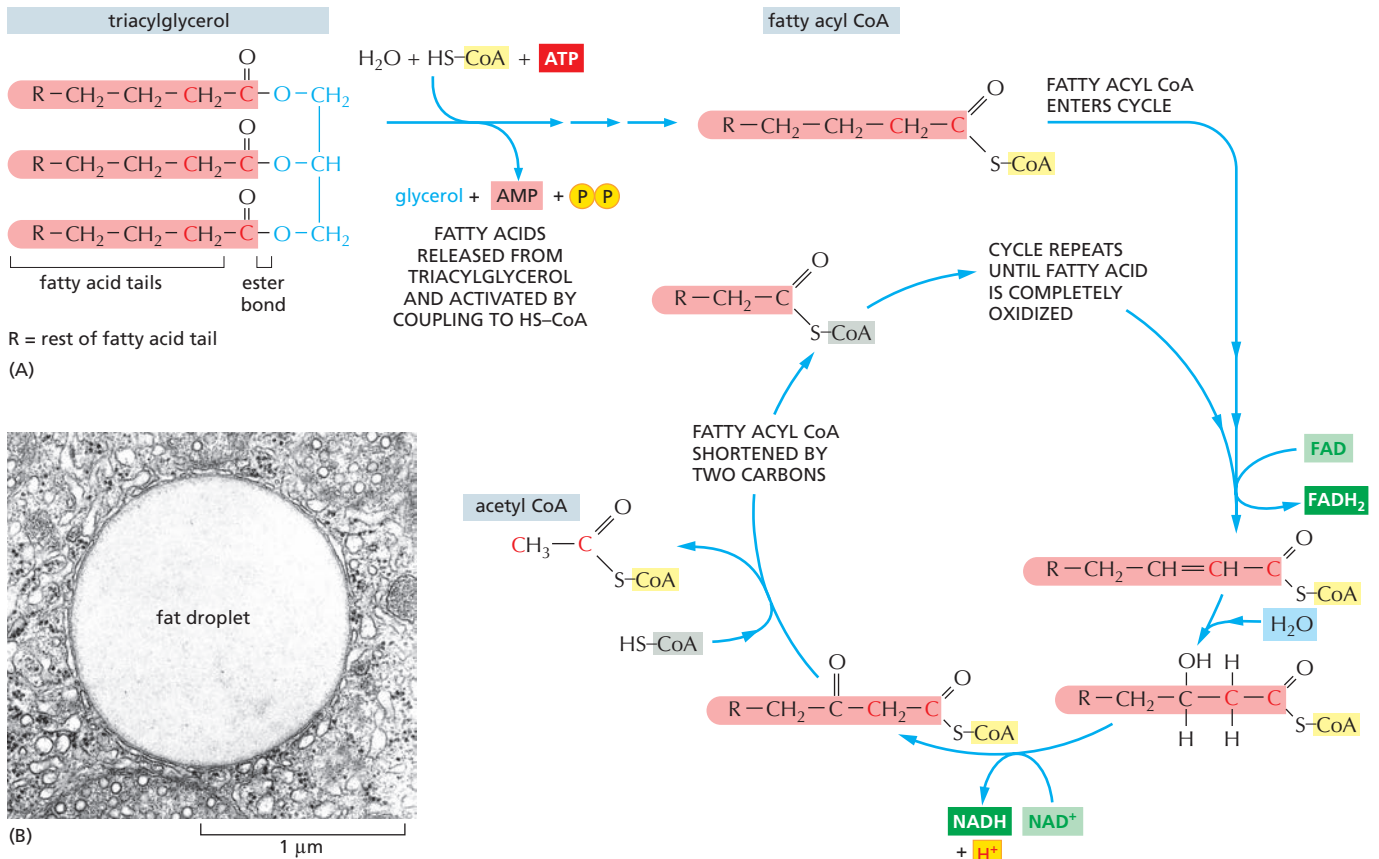 triacylglycerol
R–CH₂–CH₂–CH₂–C–O–CH₂
O
R–CH₂–CH₂–CH₂–C–O–CH
O
R–CH₂–CH₂–CH₂–C–O–CH₂
O
fatty acid tails
ester
bond
R = rest of fatty acid tail
(A)
H₂O + HS–CoA + ATP
glycerol + AMP + P P
FATTY ACIDS
RELEASED FROM
TRIACYLGLYCEROL
AND ACTIVATED BY
COUPLING TO HS–CoA
fatty acyl CoA
O
R–CH₂–CH₂–CH₂–C
S–CoA
FATTY ACYL CoA
ENTERS CYCLE
CYCLE REPEATS
UNTIL FATTY ACID
IS COMPLETELY
OXIDIZED
FAD
FADH₂
O
R–CH₂–CH=CH–C
S–CoA
H₂O
OH H
O
R–CH₂–C–C–C
S–CoA
H H
NAD⁺
NADH
+ H⁺
O
O
R–CH₂–C–CH₂–C
S–CoA
HS–CoA
acetyl CoA
O
CH₃–C
S–CoA
FATTY ACYL CoA
SHORTENED BY
TWO CARBONS
O
R–CH₂–C
S–CoA
fat droplet
(B)
1 μm